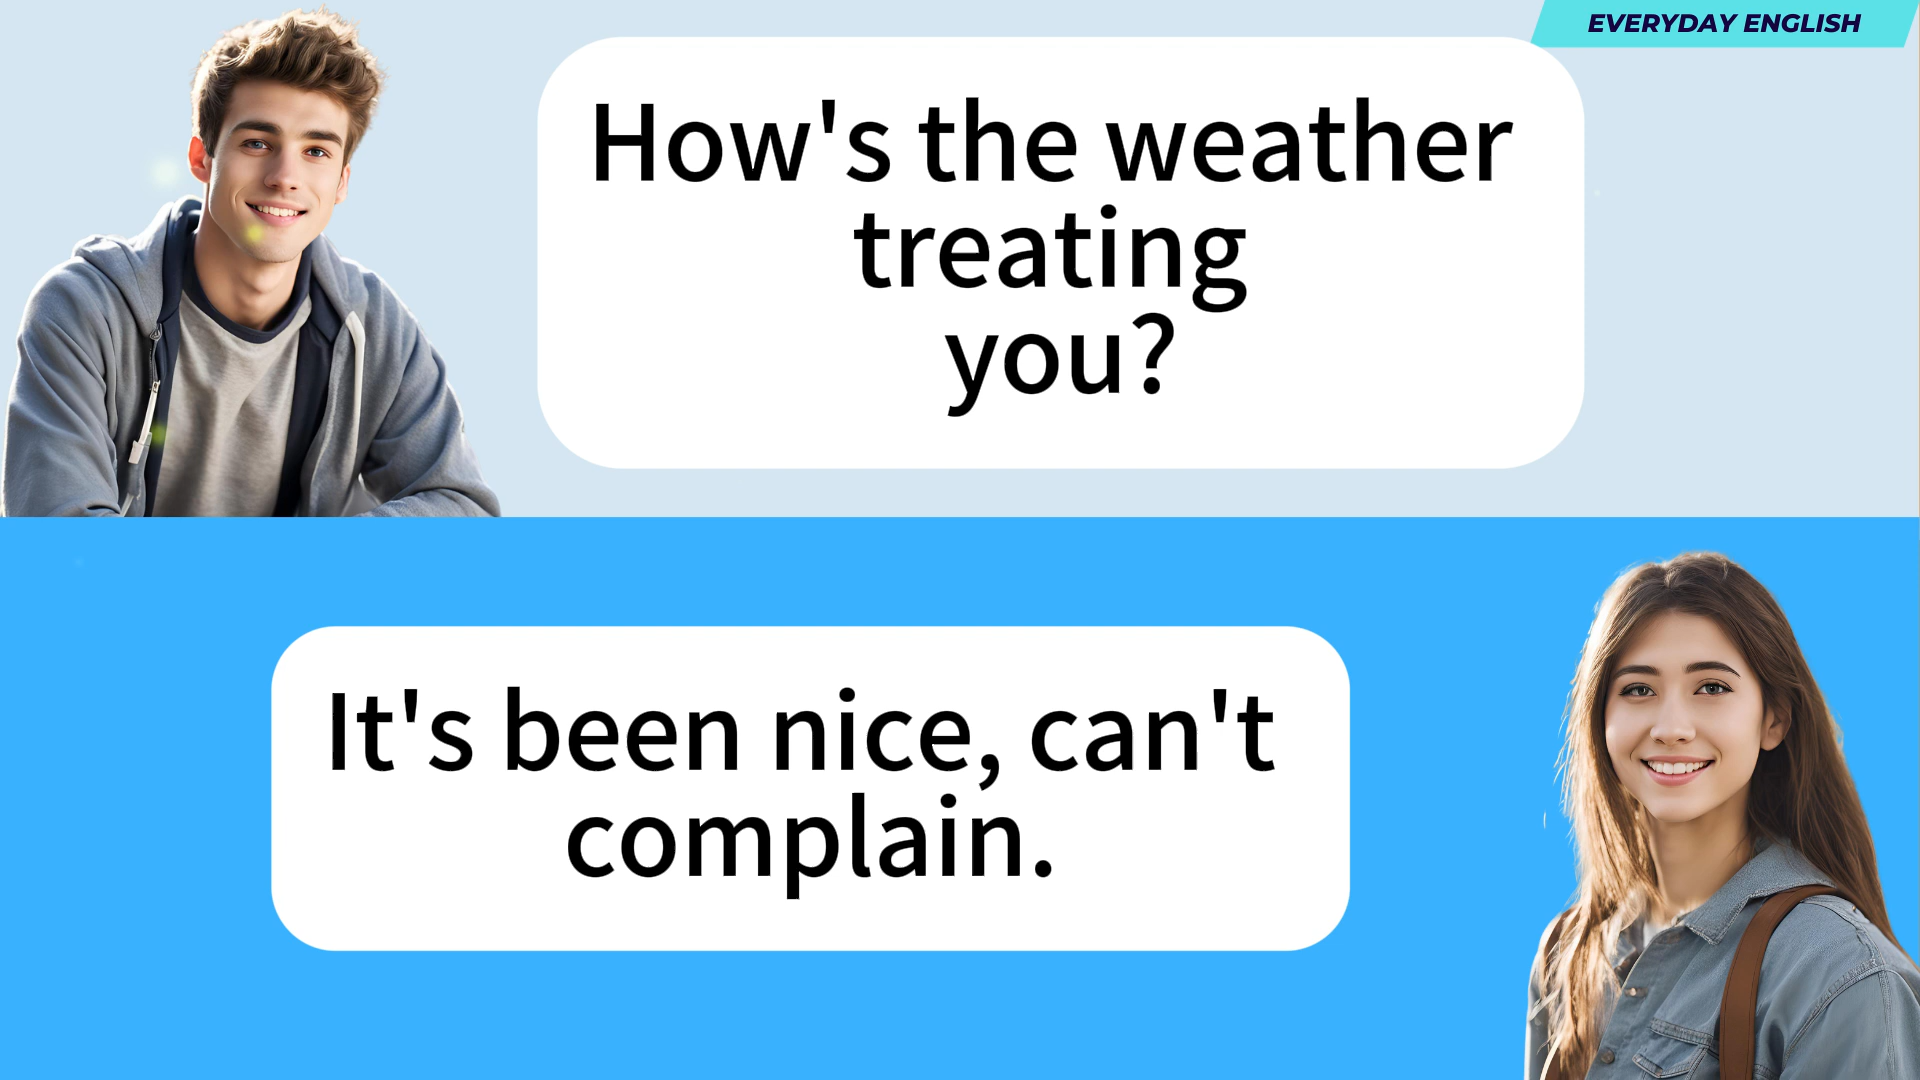 EVERYDAY ENGLISH
How's the weather
treating
you?
It's been nice, can't
complain.